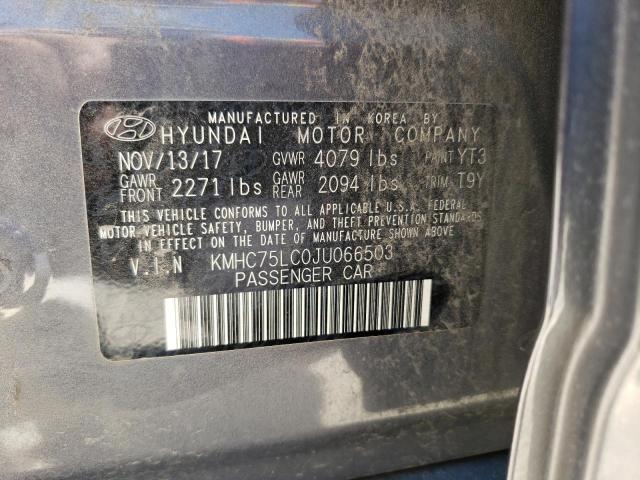 MANUFACTURED IN KOREA BY
HYUNDAI MOTOR COMPANY
NOV/13/17 GVWR 4079 lbs PAINT YT3
GAWR FRONT 2271 lbs GAWR REAR 2094 lbs TRIM T9Y
THIS VEHICLE CONFORMS TO ALL APPLICABLE U.S.A. FEDERAL
MOTOR VEHICLE SAFETY, BUMPER, AND THEFT PREVENTION STANDARDS
IN EFFECT ON THE DATE OF MANUFACTURE SHOWN ABOVE
V.I.N KMHC75LC0JU066503
PASSENGER CAR